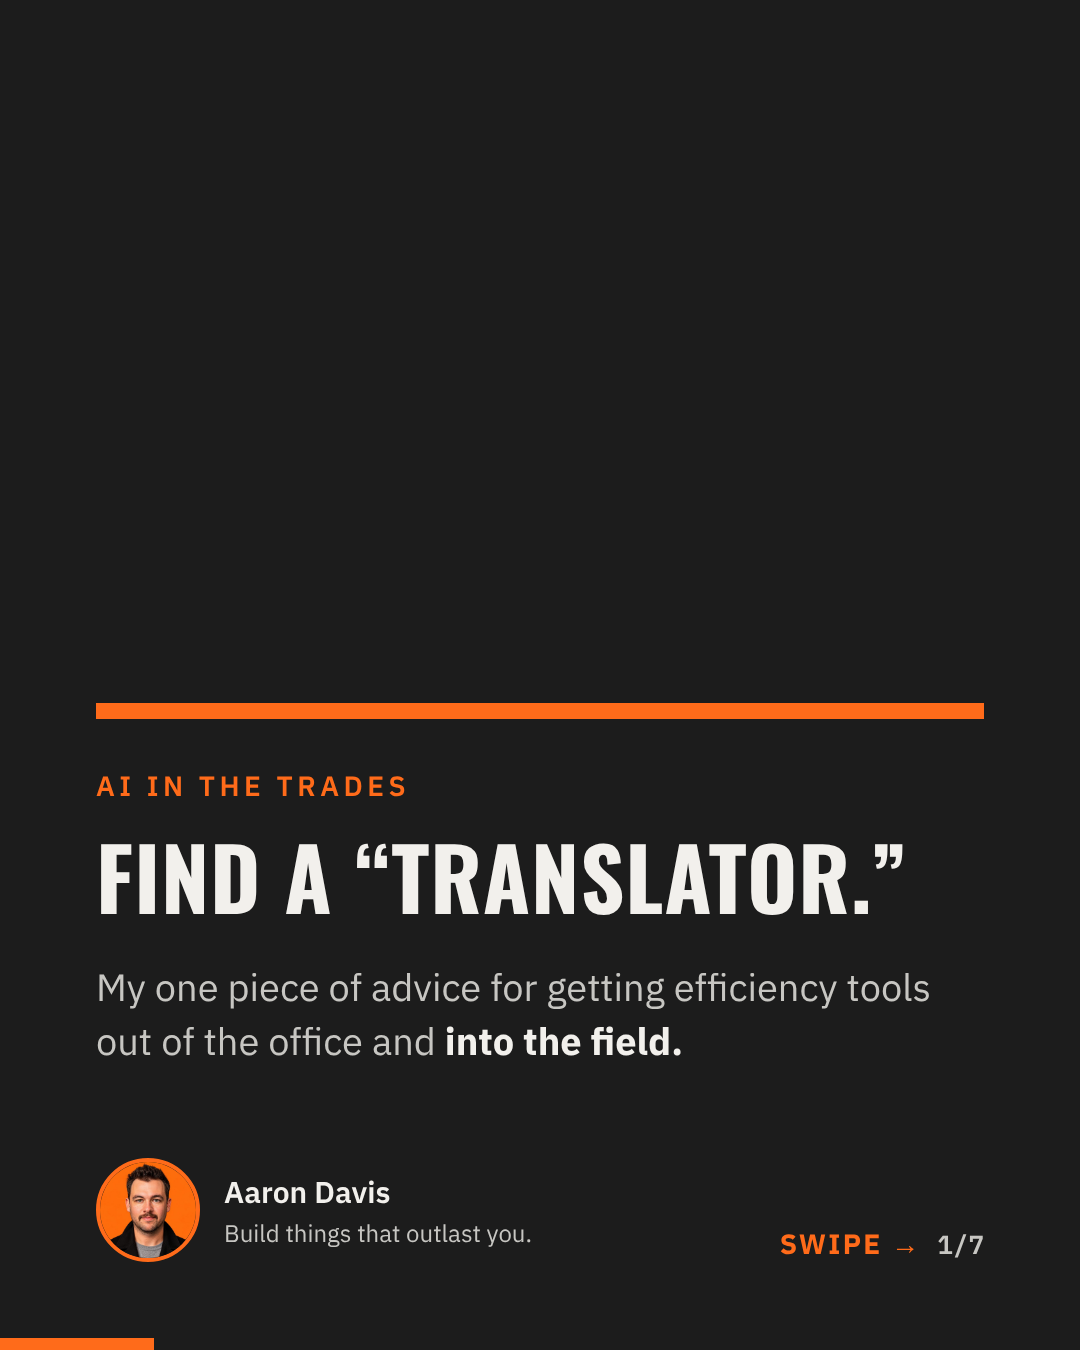 AI IN THE TRADES
FIND A “TRANSLATOR.”
My one piece of advice for getting efficiency tools
out of the office and into the field.
Aaron Davis
Build things that outlast you.
SWIPE → 1/7